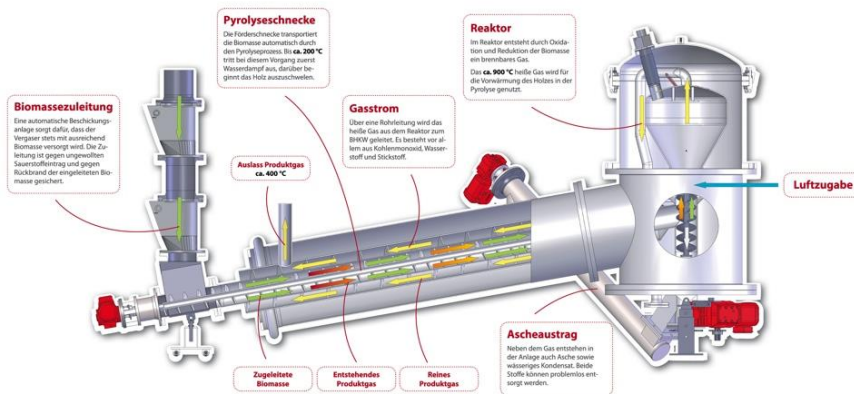 Pyrolyseschnecke
Die Förderschnecke transportiert
die Biomasse automatisch durch
den Pyrolyseprozess. Bis ca. 200 °C
tritt bei diesem Vorgang zuerst
Wasserdampf aus, darüber be-
ginnt das Holz auszuschwelen.
Reaktor
Im Reaktor entsteht durch Oxida-
tion und Reduktion der Biomasse
ein brennbares Gas.
Das ca. 900 °C heiße Gas wird für
die Vorwärmung des Holzes in der
Pyrolyse genutzt.
Biomassezuleitung
Eine automatische Beschickungs-
anlage sorgt dafür, dass der
Vergaser stets mit ausreichend
Biomasse versorgt wird. Die Zu-
leitung ist gegen ungewollten
Sauerstoffeintrag und gegen
Rückbrand der eingeleiteten Bio-
masse gesichert.
Gasstrom
Über eine Rohrleitung wird das
heiße Gas aus dem Reaktor zum
BHKW geleitet. Es besteht vor al-
lem aus Kohlenmonoxid, Wasser-
stoff und Stickstoff.
Auslass Produktgas
ca. 400 °C
Luftzugabe
Ascheaustrag
Neben dem Gas entstehen in
der Anlage auch Asche sowie
wässriges Kondensat. Beide
Stoffe können problemlos ent-
sorgt werden.
Zugeleitete
Biomasse
Entstehendes
Produktgas
Reines
Produktgas